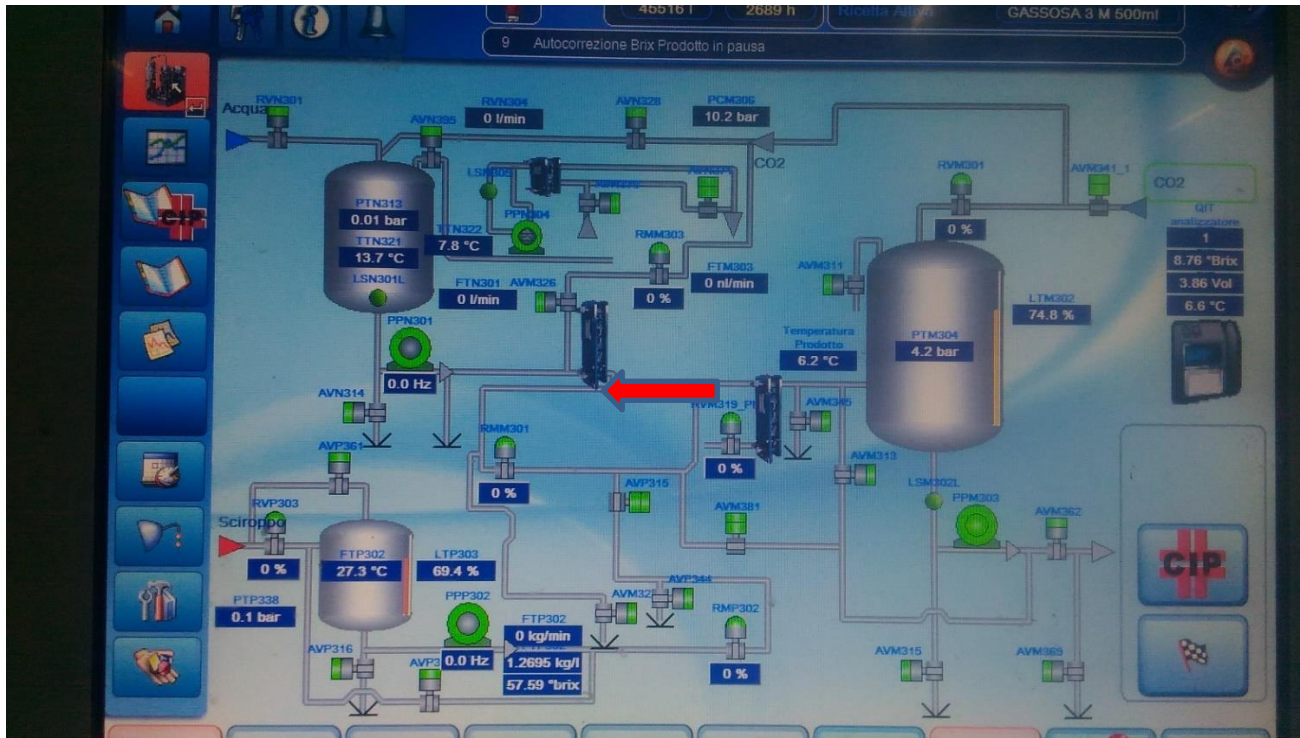 45516 l
2689 h
Ricetta Attiva
GASSOSA 3 M 500ml
9 Autocorrezione Brix Prodotto in pausa
Acqua
RVN301
RVN304
0 l/min
AVN328
PCM306
10.2 bar
AVN395
CO2
LSN305
PTN313
0.01 bar
TTN321
13.7 °C
LSN301L
TTN322
7.8 °C
PPN304
RMM303
0 %
FTM303
0 nl/min
RVM301
0 %
AVM341_1
CO2
QIT
analizzatore
1
8.76 °Brix
3.86 Vol
6.6 °C
AVM311
LTM302
74.8 %
PTM304
4.2 bar
FTN301
0 l/min
AVM326
PPN301
0.0 Hz
Temperatura
Prodotto
6.2 °C
AVN314
AVM345
AVP361
RMM301
0 %
0 %
AVM313
AVP315
AVM381
LSM302L
PPM303
AVM362
RVP303
Sciroppo
0 %
FTP302
27.3 °C
LTP303
69.4 %
PTP338
0.1 bar
PPP302
0.0 Hz
FTP302
0 kg/min
1.2695 kg/l
57.59 °brix
AVP344
RMP302
0 %
AVP316
AVM315
AVM369
CIP
CIP